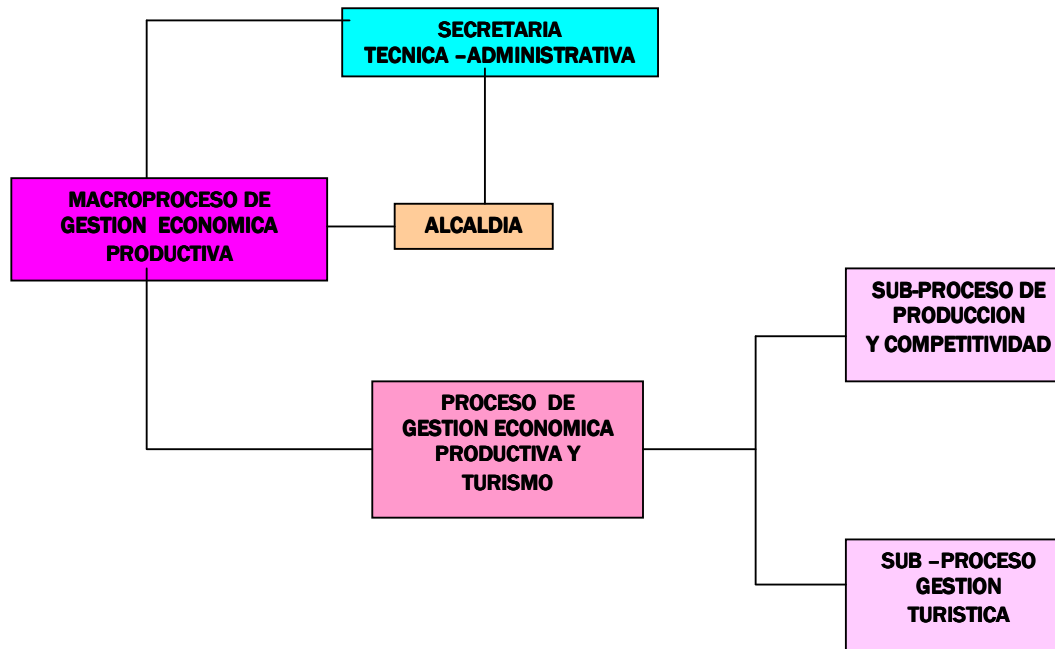 SECRETARIA
TECNICA –ADMINISTRATIVA
MACROPROCESO DE
GESTION ECONOMICA
PRODUCTIVA
ALCALDIA
SUB-PROCESO DE
PRODUCCION
Y COMPETITIVIDAD
PROCESO DE
GESTION ECONOMICA
PRODUCTIVA Y
TURISMO
SUB –PROCESO
GESTION
TURISTICA